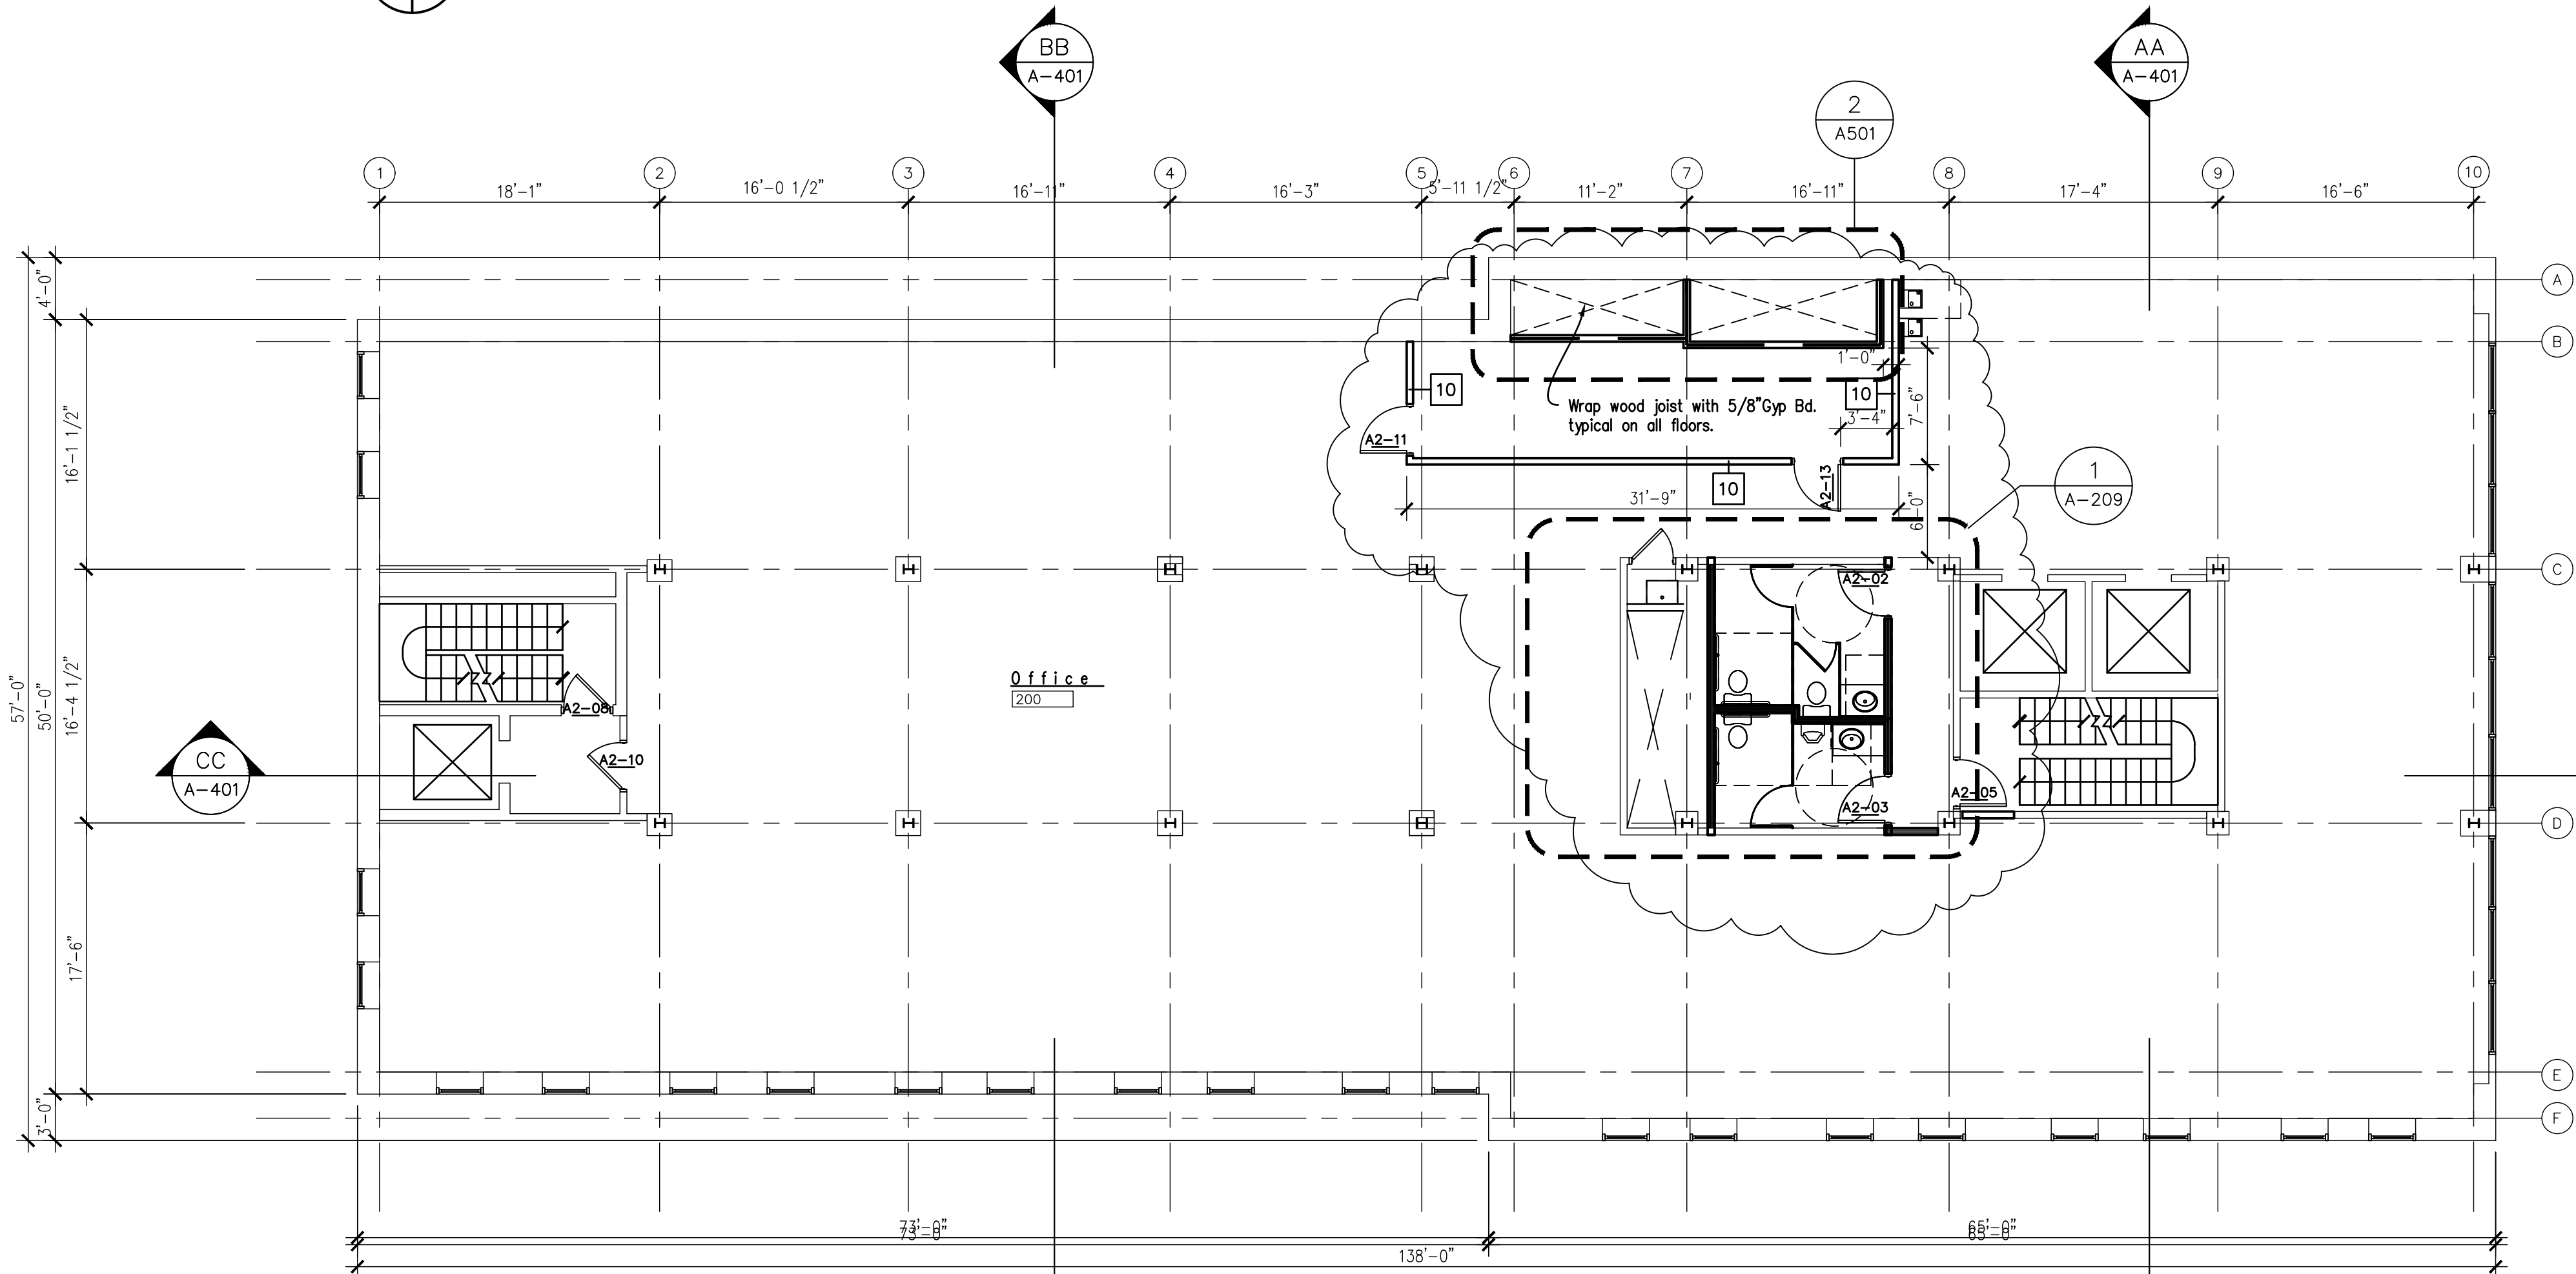 BB
A-401
AA
A-401
2
A501
1
2
3
4
5
6
7
8
9
10
18'-1"
16'-0 1/2"
16'-11"
16'-3"
5'-11 1/2"
11'-2"
16'-11"
17'-4"
16'-6"
A
B
C
D
E
F
4'-0"
57'-0"
50'-0"
16'-1 1/2"
16'-4 1/2"
17'-6"
3'-0"
10
10
10
1'-0"
Wrap wood joist with 5/8"Gyp Bd.
typical on all floors.
3'-4"
7'-6"
A2-11
A2-13
31'-9"
6'-0"
1
A-209
A2-02
Office
200
A2-08
A2-10
CC
A-401
A2-03
A2-05
73'-0"
73'-0"
65'-0"
65'-0"
138'-0"